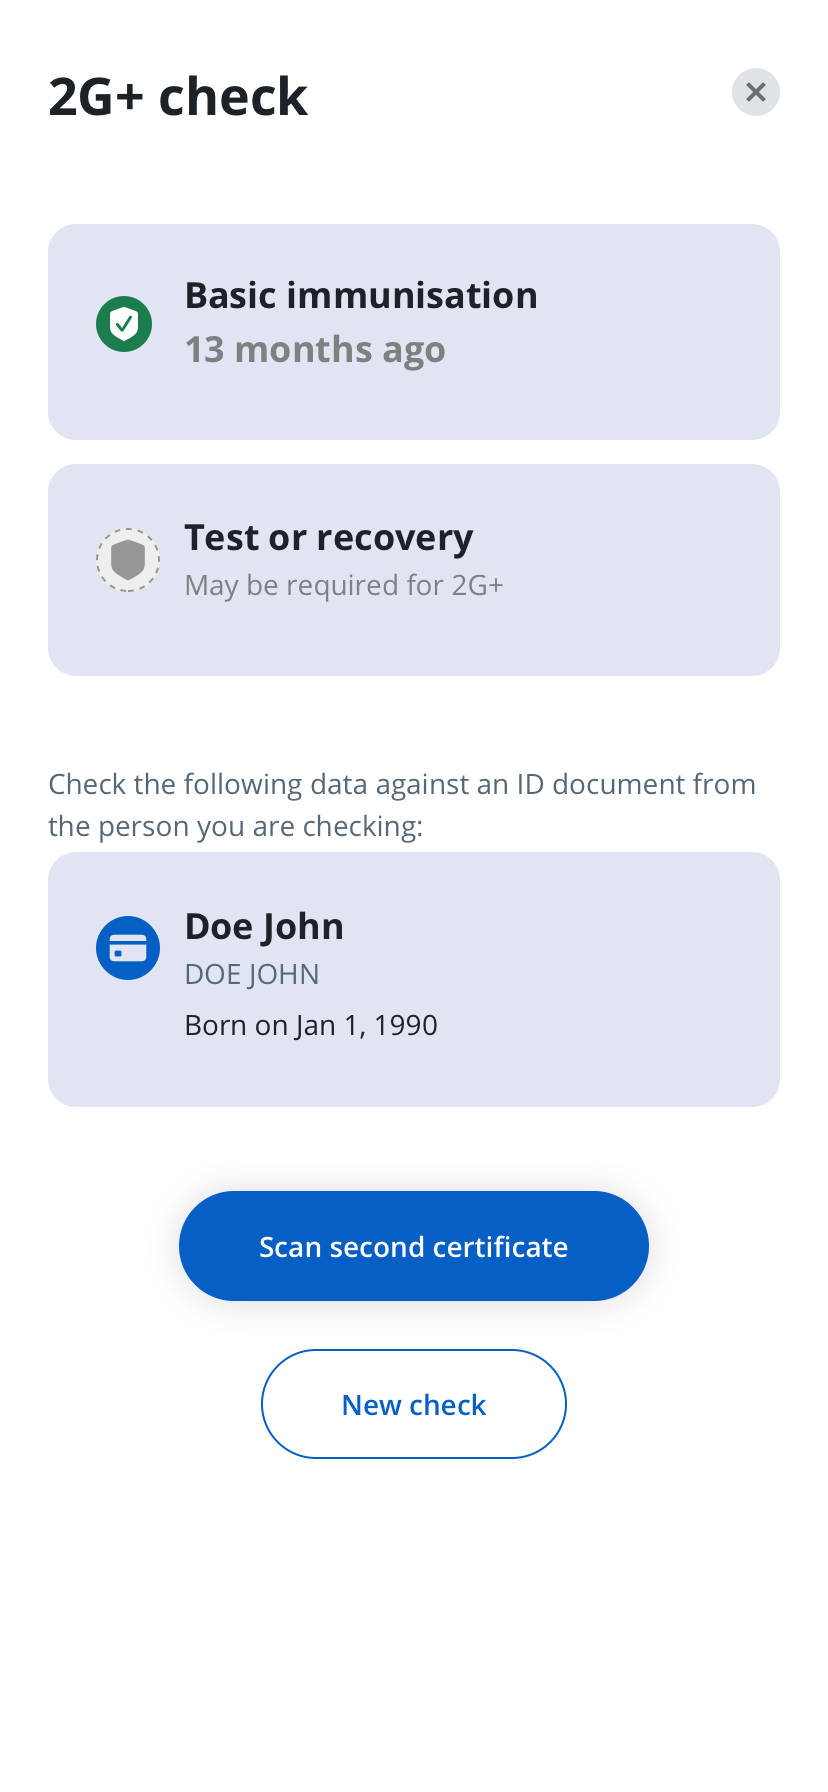 2G+ check
Basic immunisation
13 months ago
Test or recovery
May be required for 2G+
Check the following data against an ID document from
the person you are checking:
Doe John
DOE JOHN
Born on Jan 1, 1990
Scan second certificate
New check